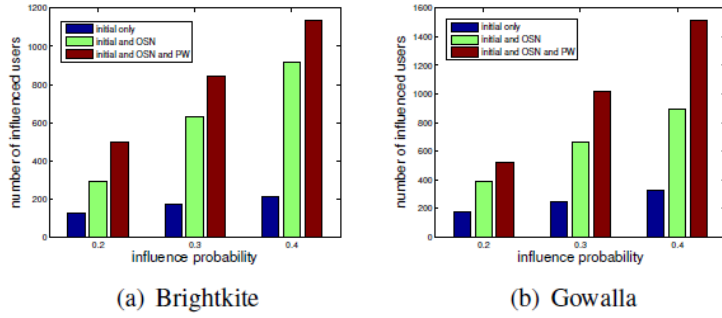 1200
1000
800
600
400
200
0
number of influenced users
initial only
initial and OSN
initial and OSN and PW
0.2 0.3 0.4
influence probability
(a) Brightkite
1600
1400
1200
1000
800
600
400
200
0
number of influenced users
initial only
initial and OSN
initial and OSN and PW
0.2 0.3 0.4
influence probability
(b) Gowalla